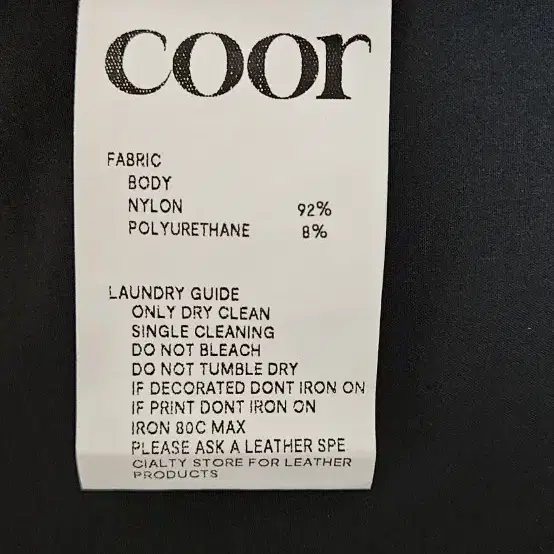 coor
FABRIC
BODY
NYLON 92%
POLYURETHANE 8%
LAUNDRY GUIDE
ONLY DRY CLEAN
SINGLE CLEANING
DO NOT BLEACH
DO NOT TUMBLE DRY
IF DECORATED DONT IRON ON
IF PRINT DONT IRON ON
IRON 80C MAX
PLEASE ASK A LEATHER SPE
CIALTY STORE FOR LEATHER
PRODUCTS